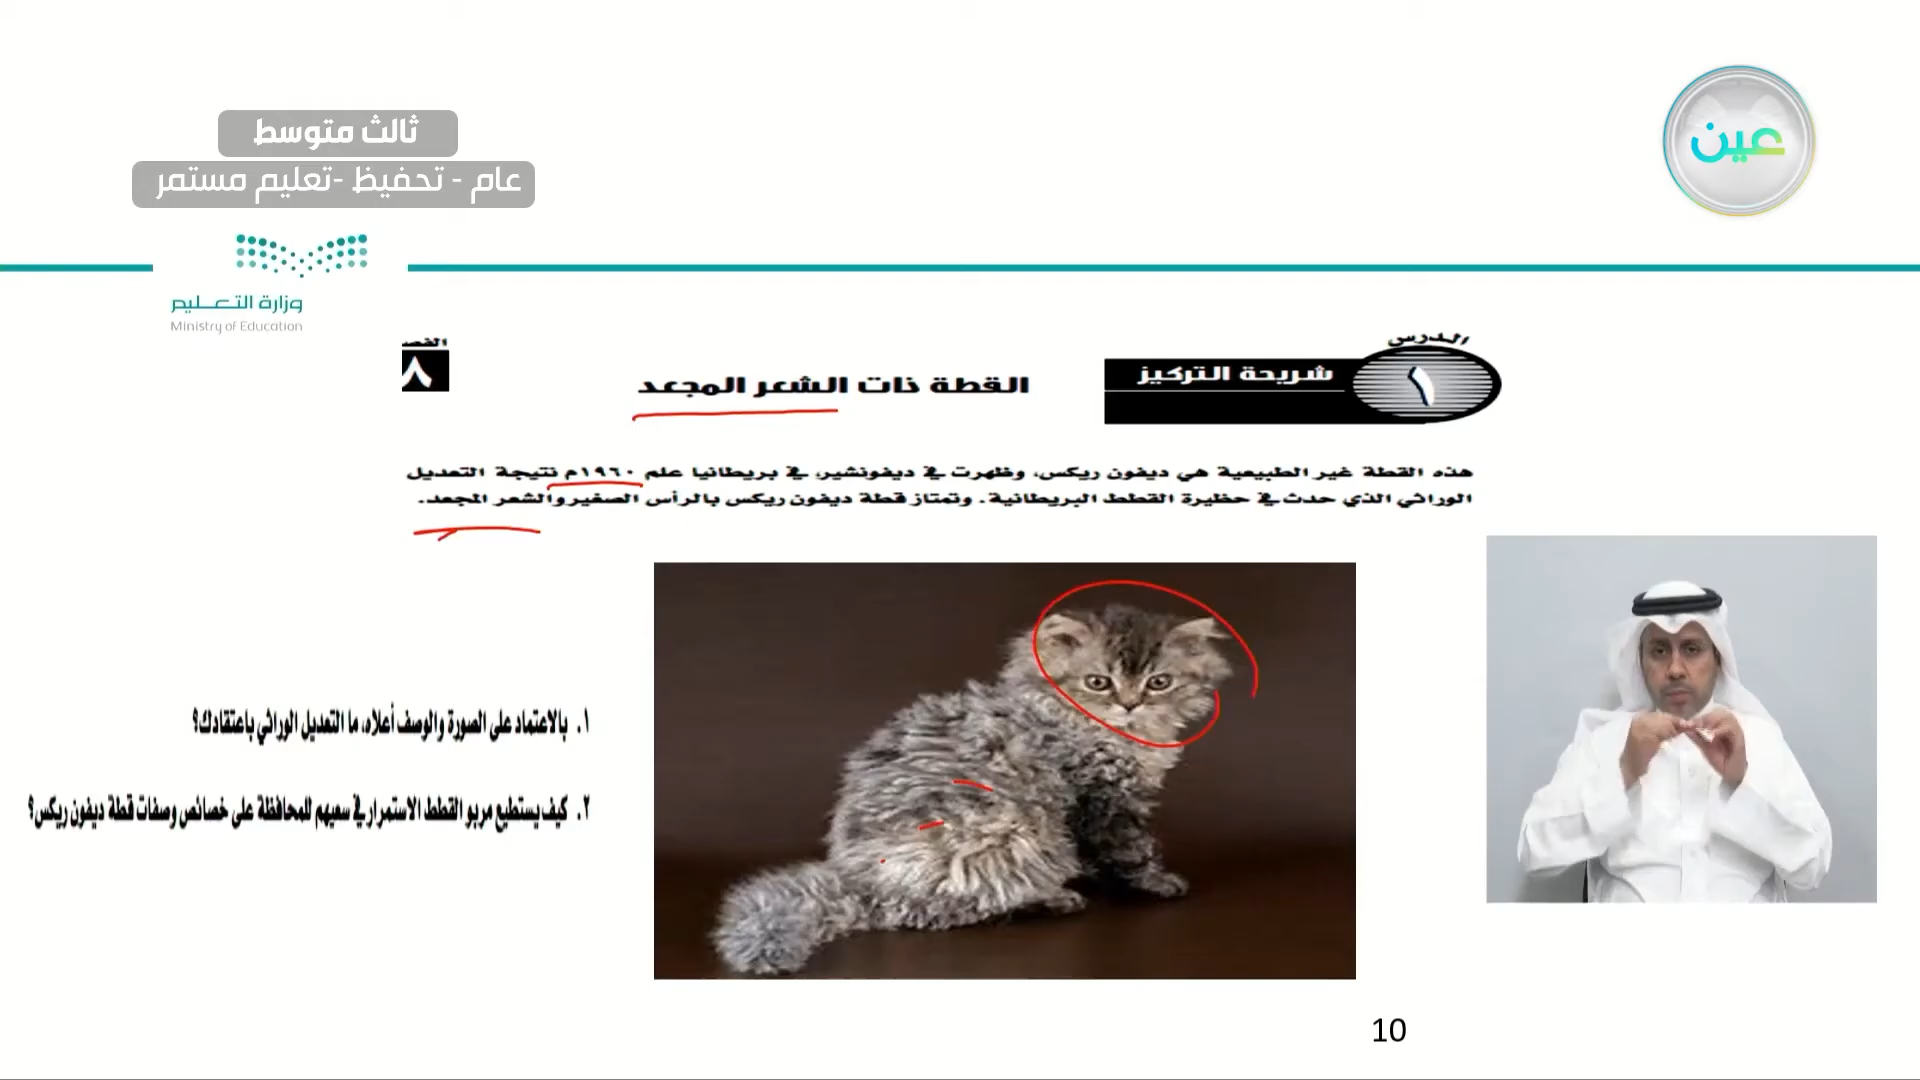 عين
ثالث متوسط
عام - تحفيظ -تعليم مستمر
وزارة التعليم
Ministry of Education
الدرس
١
شريحة التركيز
القطة ذات الشعر المجعد
الفصـ
٨
هذه القطة غير الطبيعية هي ديفون ريكس، وظهرت في ديفونشير، في بريطانيا علم ١٩٦٠م نتيجة التعديل
الوراثي الذي حدث في حظيرة القطط البريطانية. وتمتاز قطة ديفون ريكس بالرأس الصغير والشعر المجعد.
١. بالاعتماد على الصورة والوصف أعلاه، ما التعديل الوراثي باعتقادك؟
٢. كيف يستطيع مربو القطط الاستمرار في سعيهم للمحافظة على خصائص وصفات قطة ديفون ريكس؟
10